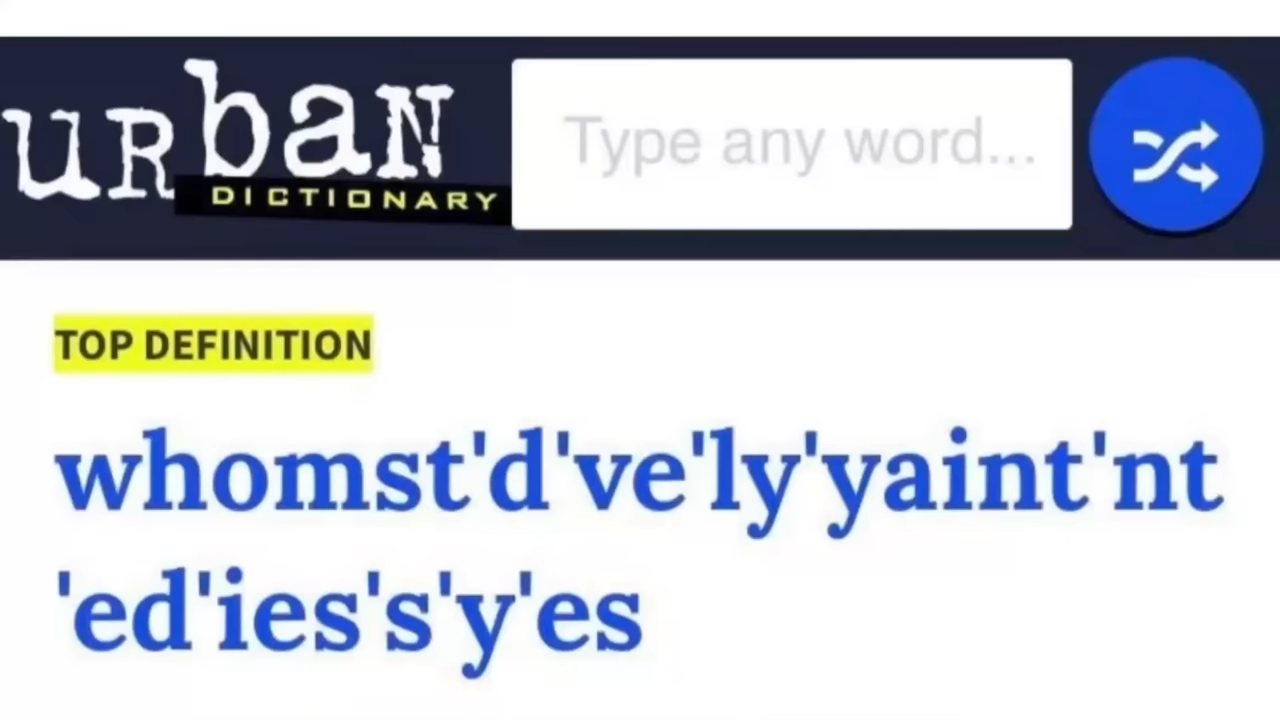 urban
DICTIONARY
Type any word...
TOP DEFINITION
whomst'd've'ly'yaint'nt
'ed'ies's'y'es